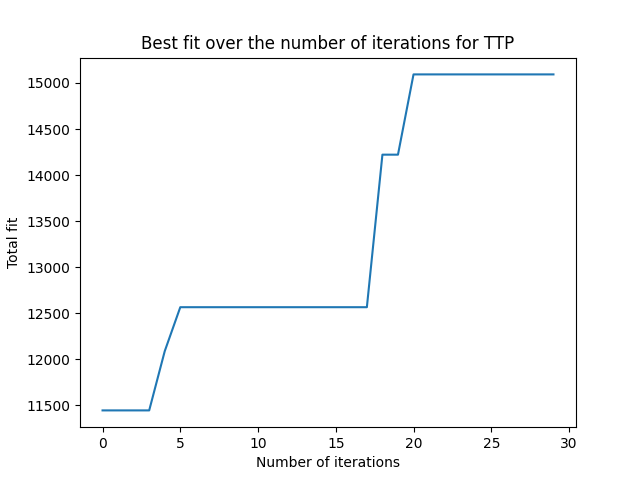 Best fit over the number of iterations for TTP
15000
14500
14000
13500
13000
12500
12000
11500
Total fit
0 5 10 15 20 25 30
Number of iterations